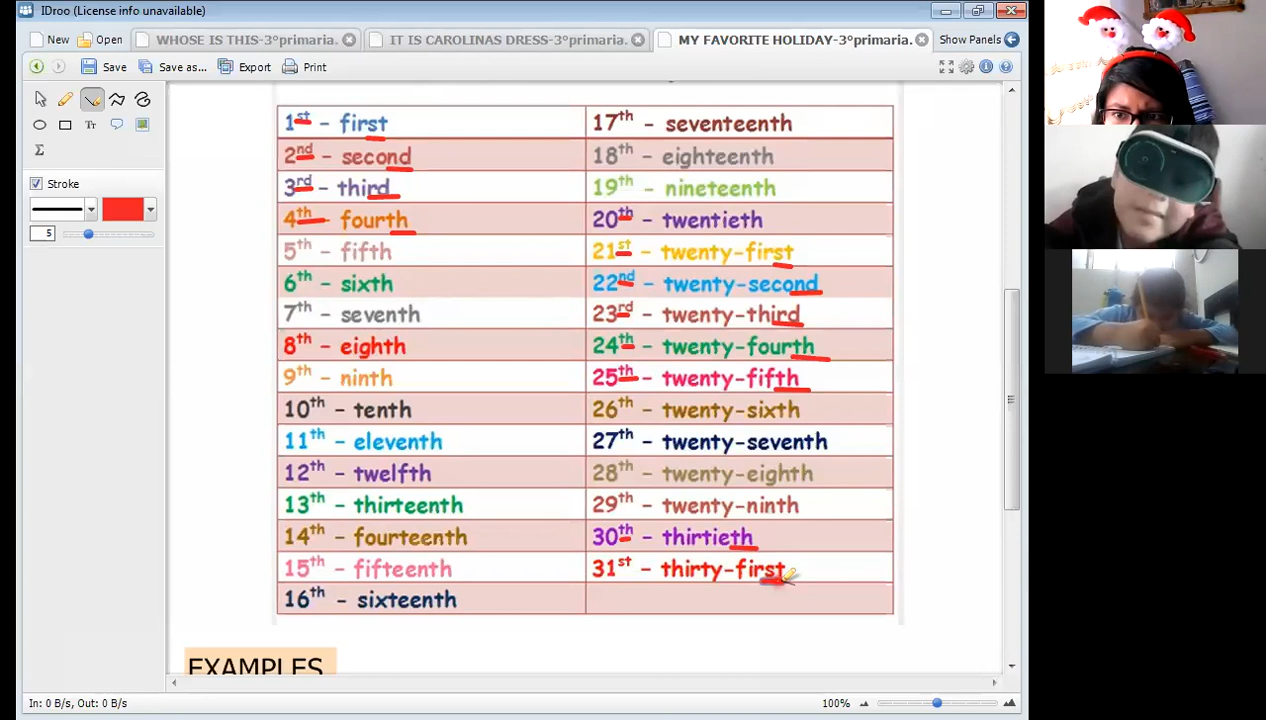 IDroo (License info unavailable)
New Open WHOSE IS THIS-3°primaria. IT IS CAROLINAS DRESS-3°primaria. MY FAVORITE HOLIDAY-3°primaria. Show Panels
Save Save as... Export Print
Tr
Σ
Stroke
5
1st - first
2nd - second
3rd - third
4th - fourth
5th - fifth
6th - sixth
7th - seventh
8th - eighth
9th - ninth
10th - tenth
11th - eleventh
12th - twelfth
13th - thirteenth
14th - fourteenth
15th - fifteenth
16th - sixteenth
17th - seventeenth
18th - eighteenth
19th - nineteenth
20th - twentieth
21st - twenty-first
22nd - twenty-second
23rd - twenty-third
24th - twenty-fourth
25th - twenty-fifth
26th - twenty-sixth
27th - twenty-seventh
28th - twenty-eighth
29th - twenty-ninth
30th - thirtieth
31st - thirty-first
EXAMPLES
In: 0 B/s, Out: 0 B/s
100%